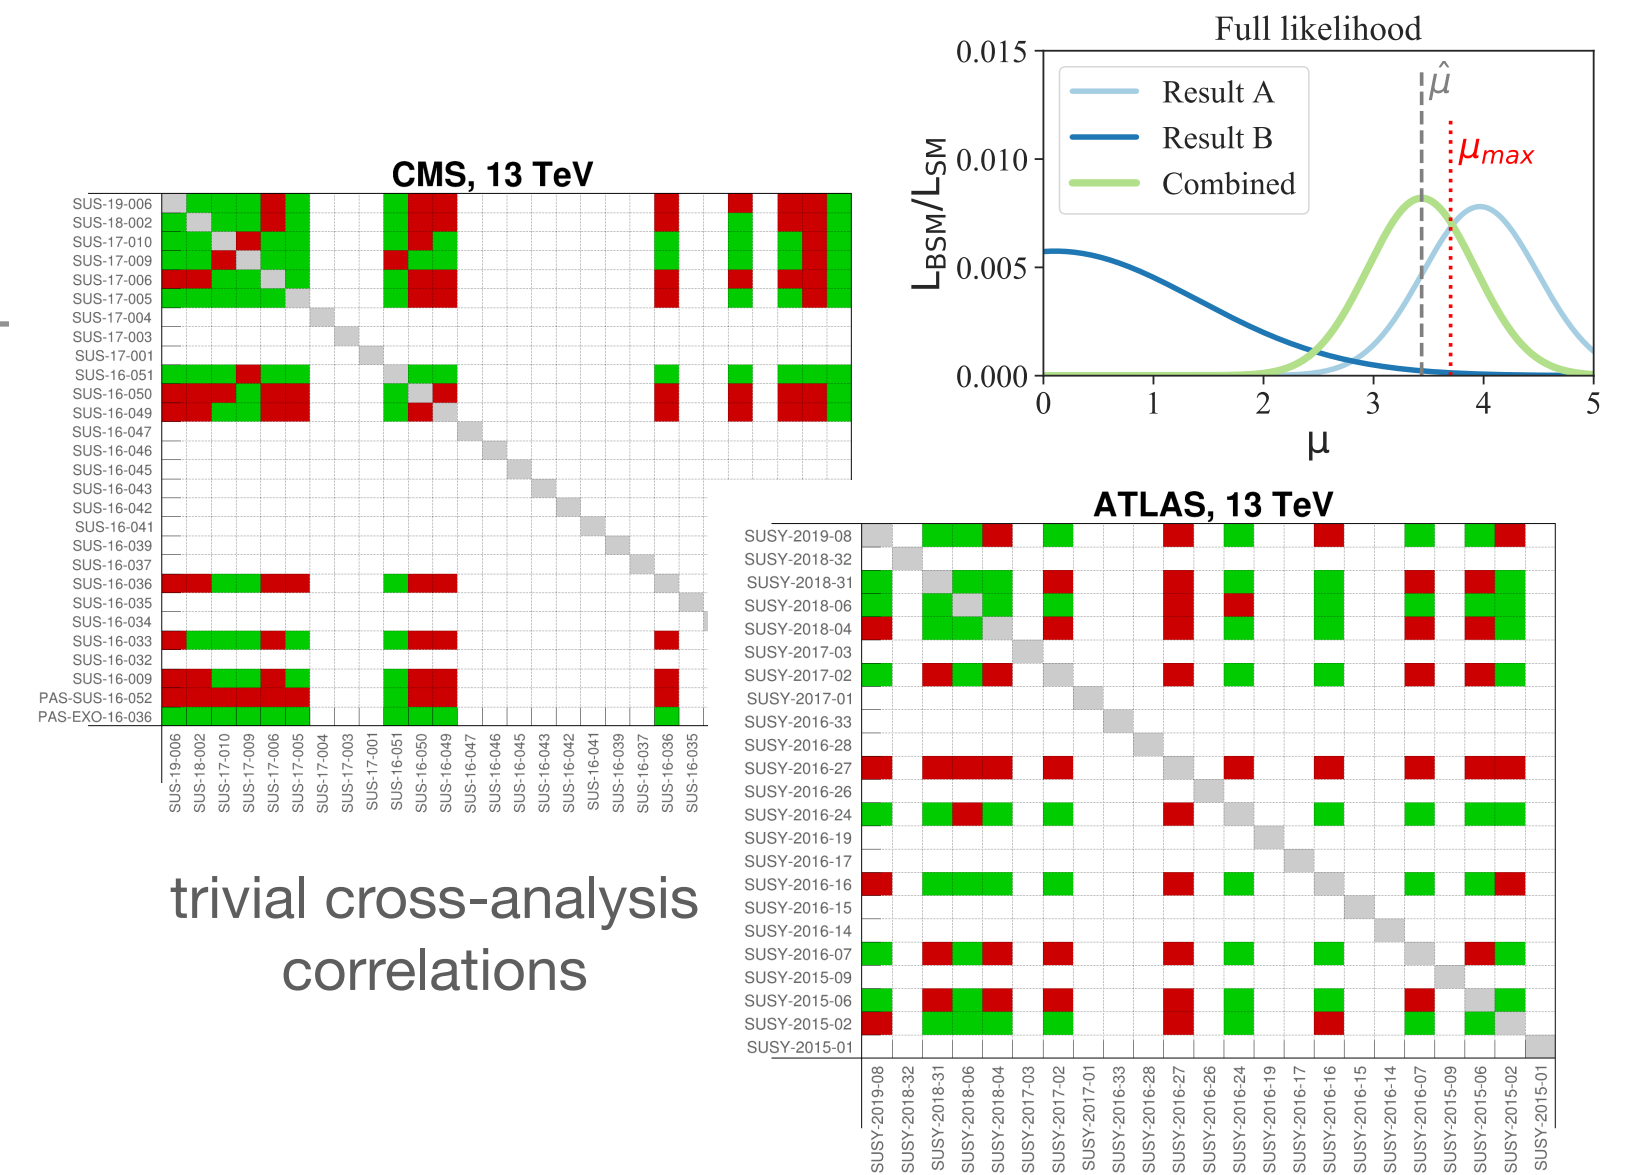 Full likelihood
0.015
0.010
0.005
0.000
L_BSM/L_SM
Result A
Result B
Combined
μ̂
μ_max
0 1 2 3 4 5
μ
CMS, 13 TeV
SUS-19-006
SUS-18-002
SUS-17-010
SUS-17-009
SUS-17-006
SUS-17-005
SUS-17-004
SUS-17-003
SUS-17-001
SUS-16-051
SUS-16-050
SUS-16-049
SUS-16-047
SUS-16-046
SUS-16-045
SUS-16-043
SUS-16-042
SUS-16-041
SUS-16-039
SUS-16-037
SUS-16-036
SUS-16-035
SUS-16-034
SUS-16-033
SUS-16-032
SUS-16-009
PAS-SUS-16-052
PAS-EXO-16-036
SUS-19-006
SUS-18-002
SUS-17-010
SUS-17-009
SUS-17-006
SUS-17-005
SUS-17-004
SUS-17-003
SUS-17-001
SUS-16-051
SUS-16-050
SUS-16-049
SUS-16-047
SUS-16-046
SUS-16-045
SUS-16-043
SUS-16-042
SUS-16-041
SUS-16-039
SUS-16-037
SUS-16-036
SUS-16-035
trivial cross-analysis
correlations
ATLAS, 13 TeV
SUSY-2019-08
SUSY-2018-32
SUSY-2018-31
SUSY-2018-06
SUSY-2018-04
SUSY-2017-03
SUSY-2017-02
SUSY-2017-01
SUSY-2016-33
SUSY-2016-28
SUSY-2016-27
SUSY-2016-26
SUSY-2016-24
SUSY-2016-19
SUSY-2016-17
SUSY-2016-16
SUSY-2016-15
SUSY-2016-14
SUSY-2016-07
SUSY-2015-09
SUSY-2015-06
SUSY-2015-02
SUSY-2015-01
SUSY-2019-08
SUSY-2018-32
SUSY-2018-31
SUSY-2018-06
SUSY-2018-04
SUSY-2017-03
SUSY-2017-02
SUSY-2017-01
SUSY-2016-33
SUSY-2016-28
SUSY-2016-27
SUSY-2016-26
SUSY-2016-24
SUSY-2016-19
SUSY-2016-17
SUSY-2016-16
SUSY-2016-15
SUSY-2016-14
SUSY-2016-07
SUSY-2015-09
SUSY-2015-06
SUSY-2015-02
SUSY-2015-01